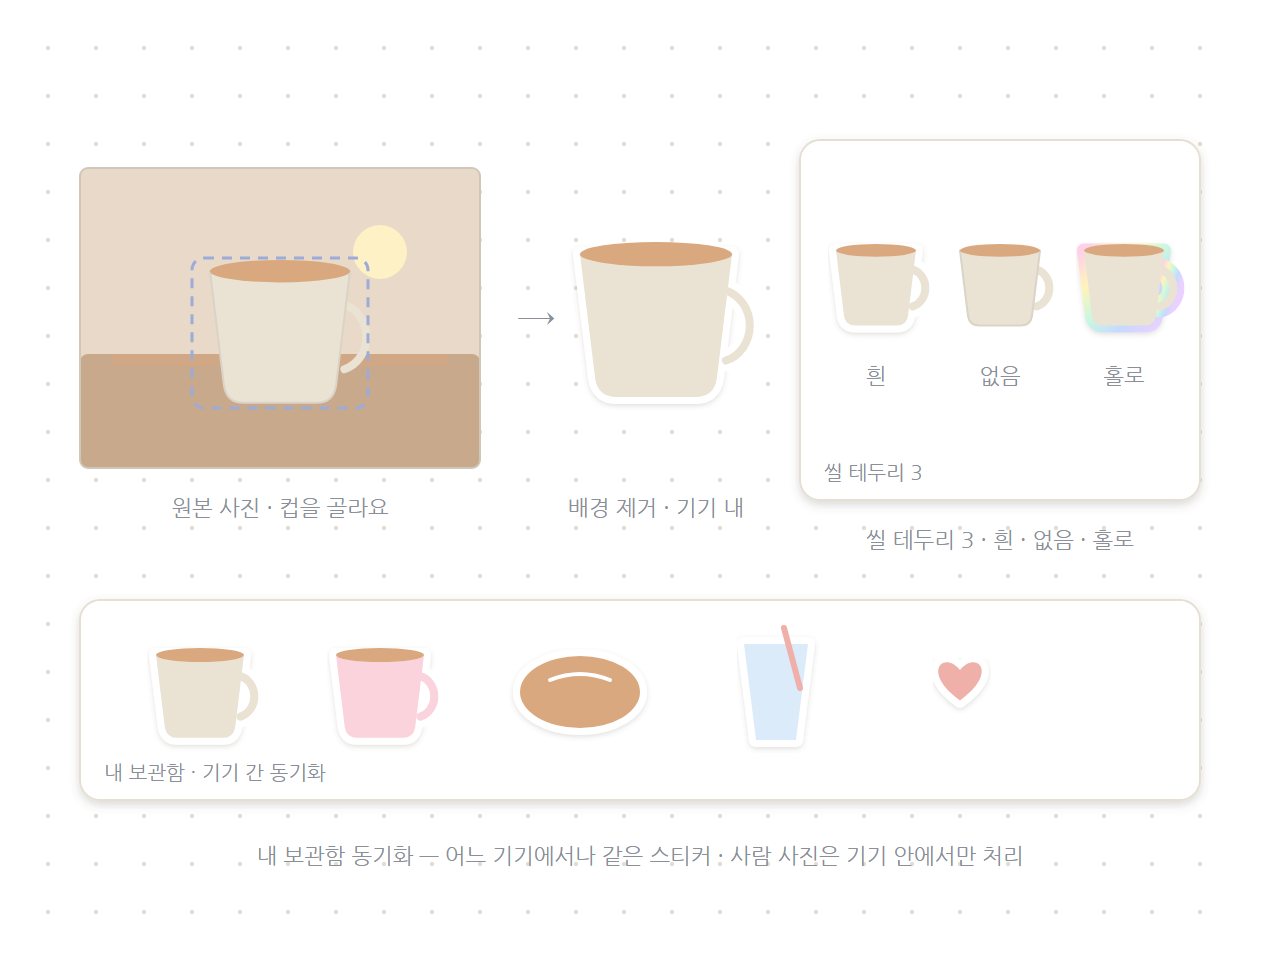 →
흰
없음
홀로
씰 테두리 3
원본 사진 · 컵을 골라요
배경 제거 · 기기 내
씰 테두리 3 · 흰 · 없음 · 홀로
내 보관함 · 기기 간 동기화
내 보관함 동기화 — 어느 기기에서나 같은 스티커 · 사람 사진은 기기 안에서만 처리